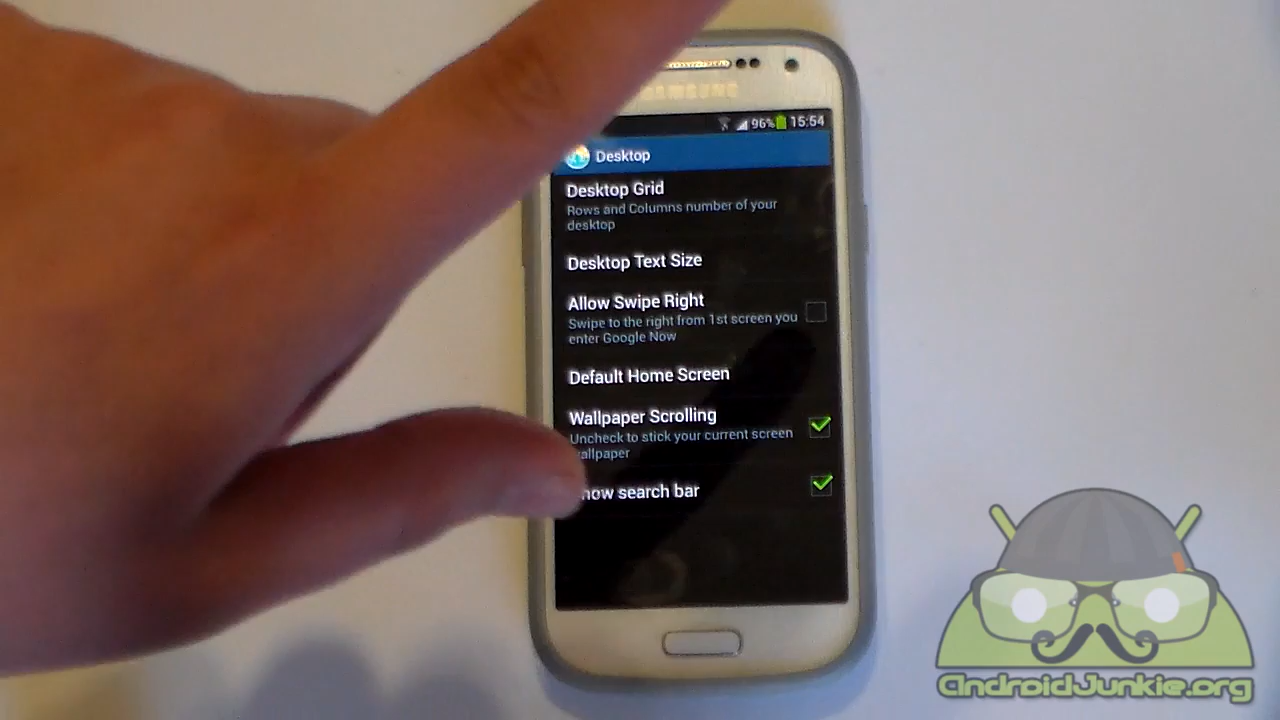 SAMSUNG
96% 15:54
Desktop
Desktop Grid
Rows and Columns number of your
desktop
Desktop Text Size
Allow Swipe Right
Swipe to the right from 1st screen you
enter Google Now
Default Home Screen
Wallpaper Scrolling
Uncheck to stick your current screen
wallpaper
how search bar
AndroidJunkie.org